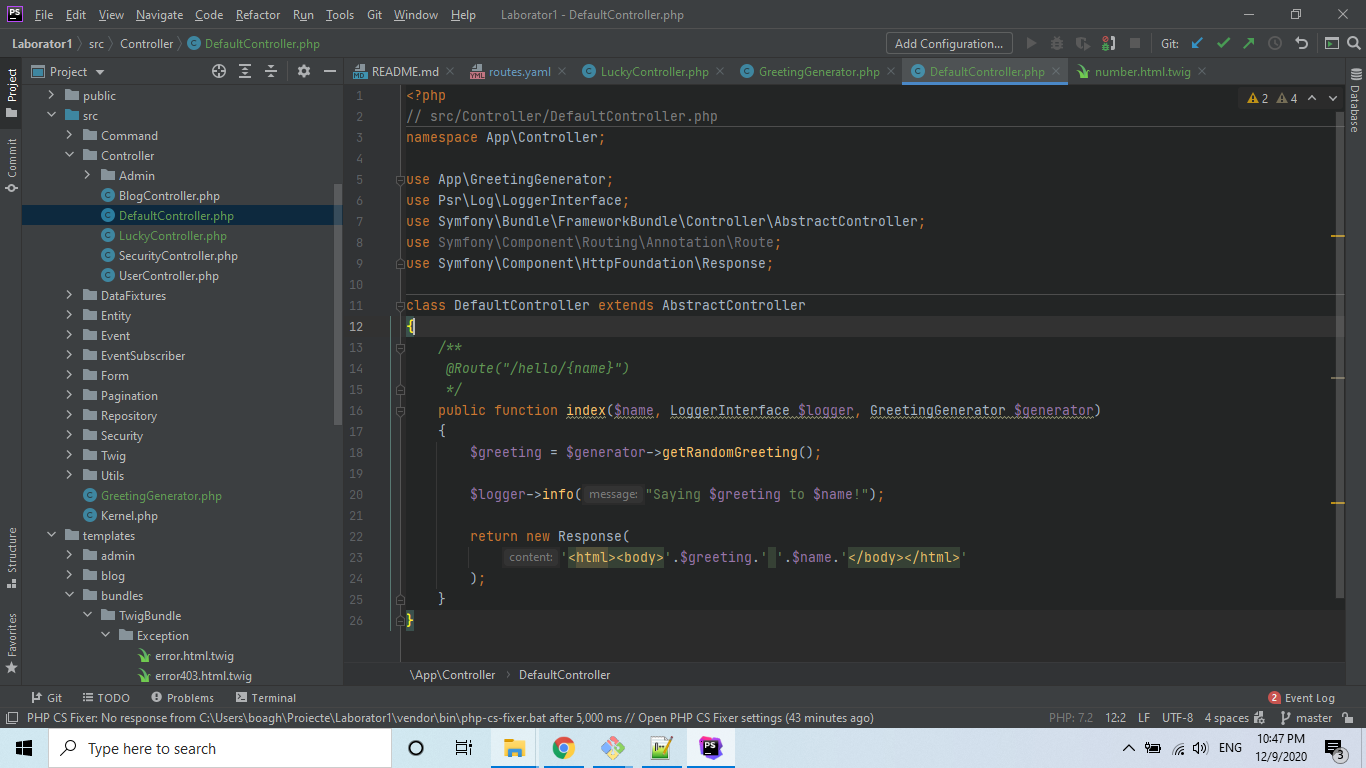 PS File Edit View Navigate Code Refactor Run Tools Git Window Help Laborator1 - DefaultController.php
Laborator1 src Controller DefaultController.php Add Configuration... Git:
Project README.md routes.yaml LuckyController.php GreetingGenerator.php DefaultController.php number.html.twig
Project
Commit
Structure
Favorites
Database
public
src
Command
Controller
Admin
BlogController.php
DefaultController.php
LuckyController.php
SecurityController.php
UserController.php
DataFixtures
Entity
Event
EventSubscriber
Form
Pagination
Repository
Security
Twig
Utils
GreetingGenerator.php
Kernel.php
templates
admin
blog
bundles
TwigBundle
Exception
error.html.twig
error403.html.twig
2 4
1 <?php
2 // src/Controller/DefaultController.php
3 namespace App\Controller;
4
5 use App\GreetingGenerator;
6 use Psr\Log\LoggerInterface;
7 use Symfony\Bundle\FrameworkBundle\Controller\AbstractController;
8 use Symfony\Component\Routing\Annotation\Route;
9 use Symfony\Component\HttpFoundation\Response;
10
11 class DefaultController extends AbstractController
12 {
13 /**
14 @Route("/hello/{name}")
15 */
16 public function index($name, LoggerInterface $logger, GreetingGenerator $generator)
17 {
18 $greeting = $generator->getRandomGreeting();
19
20 $logger->info( message: "Saying $greeting to $name!");
21
22 return new Response(
23 content: '<html><body>'.$greeting.' '.$name.'</body></html>'
24 );
25 }
26 }
\App\Controller DefaultController
Git TODO Problems Terminal 2 Event Log
PHP CS Fixer: No response from C:\Users\boagh\Proiecte\Laborator1\vendor\bin\php-cs-fixer.bat after 5,000 ms // Open PHP CS Fixer settings (43 minutes ago) PHP: 7.2 12:2 LF UTF-8 4 spaces master
Type here to search PS ENG 10:47 PM
12/9/2020 3